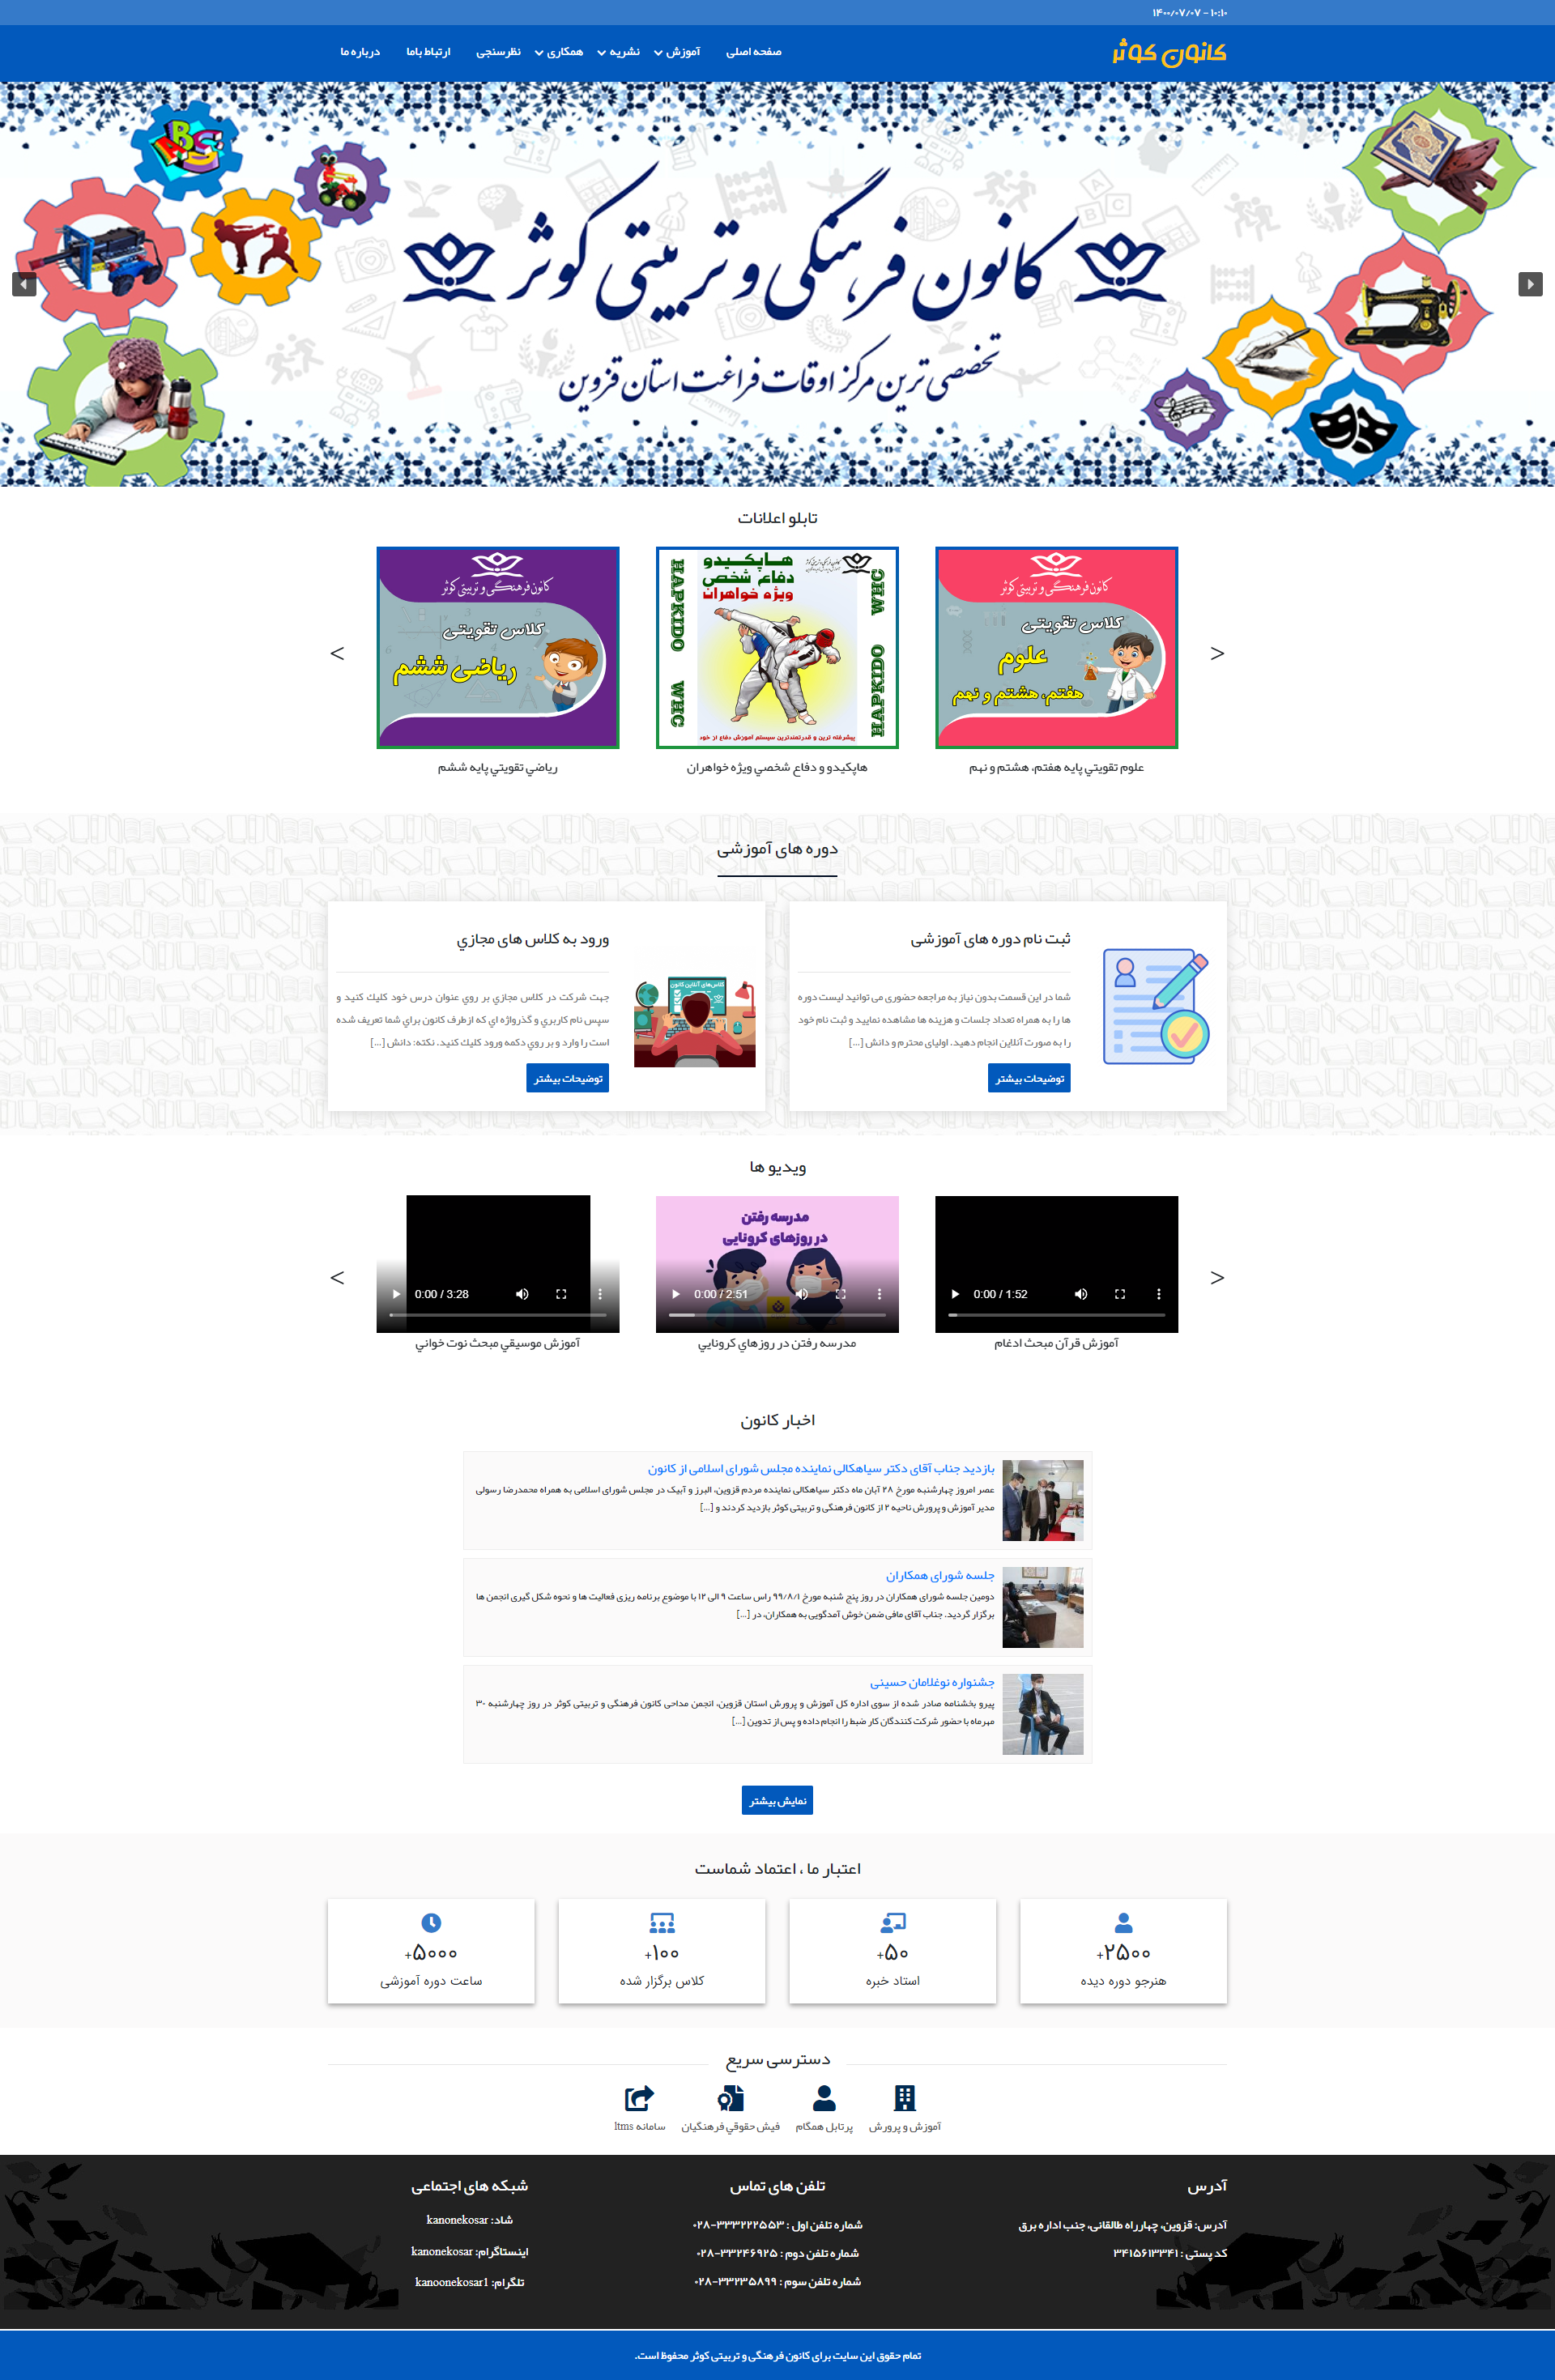 ۱۰:۱۰ - ۱۴۰۰/۰۷/۰۷
کانون کوثر
صفحه اصلی
آموزش
نشریه
همکاری
نظرسنجی
ارتباط باما
درباره ما
کانون فرهنگی و تربیتی کوثر
تخصصی ترین مرکز اوقات فراغت استان قزوین
تابلو اعلانات
کانون فرهنگی و تربیتی کوثر
کلاس تقویتی
علوم
هفتم، هشتم و نهم
علوم تقويتي پايه هفتم، هشتم و نهم
هاپکیدو
دفاع شخصی
ویژه خواهران
HAPKIDO WHC
HAPKIDO WHC
پیشرفته ترین و قدرتمندترین سیستم آموزش دفاع از خود
هاپكيدو و دفاع شخصي ويژه خواهران
کانون فرهنگی و تربیتی کوثر
کلاس تقویتی
ریاضی ششم
رياضي تقويتي پايه ششم
دوره های آموزشی
ثبت نام دوره های آموزشی
شما در این قسمت بدون نیاز به مراجعه حضوری می توانید لیست دوره
ها را به همراه تعداد جلسات و هزینه ها مشاهده نمایید و ثبت نام خود
را به صورت آنلاین انجام دهید. اولیای محترم و دانش [...]
توضیحات بیشتر
کلاس‌های آنلاین کانون
ورود به کلاس های مجازي
جهت شركت در كلاس مجازي بر روي عنوان درس خود كليك كنيد و
سپس نام كاربري و گذرواژه اي كه ازطرف كانون براي شما تعريف شده
است را وارد و بر روي دكمه ورود كليك كنيد. نكته: دانش [...]
توضیحات بیشتر
ویدیو ها
0:00 / 1:52
آموزش قرآن مبحث ادغام
مدرسه رفتن
در روزهای کرونایی
0:00 / 2:51
مدرسه رفتن در روزهاي كرونايي
0:00 / 3:28
آموزش موسيقي مبحث نوت خواني
اخبار کانون
بازدید جناب آقای دکتر سیاهکالی نماینده مجلس شورای اسلامی از کانون
عصر امروز چهارشنبه مورخ ۲۸ آبان ماه دکتر سیاهکالی نماینده مردم قزوین، البرز و آبیک در مجلس شورای اسلامی به همراه محمدرضا رسولی
مدیر آموزش و پرورش ناحیه ۲ از کانون فرهنگی و تربیتی کوثر بازدید کردند و [...]
جلسه شورای همکاران
دومین جلسه شورای همکاران در روز پنج شنبه مورخ ۹۹/۸/۱ راس ساعت ۹ الی ۱۲ با موضوع برنامه ریزی فعالیت ها و نحوه شکل گیری انجمن ها
برگزار گردید. جناب آقای مافی ضمن خوش آمدگویی به همکاران، در [...]
جشنواره نوغلامان حسینی
پیرو بخشنامه صادر شده از سوی اداره کل آموزش و پرورش استان قزوین، انجمن مداحی کانون فرهنگی و تربیتی کوثر در روز چهارشنبه ۳۰
مهرماه با حضور شرکت کنندگان کار ضبط را انجام داده و پس از تدوین [...]
نمایش بیشتر
اعتبار ما ، اعتماد شماست
۲۵۰۰+
هنرجو دوره دیده
۵۰+
استاد خبره
۱۰۰+
کلاس برگزار شده
۵۰۰۰+
ساعت دوره آموزشی
دسترسی سریع
آموزش و پرورش
پرتابل همگام
فيش حقوقي فرهنگيان
سامانه ltms
آدرس
آدرس: قزوین، چهارراه طالقانی، جنب اداره برق
کد پستی : ۳۴۱۵۶۱۳۳۴۱
تلفن های تماس
شماره تلفن اول : ۳۳۳۲۲۲۵۵۳-۰۲۸
شماره تلفن دوم : ۳۳۲۴۶۹۲۵-۰۲۸
شماره تلفن سوم : ۳۳۲۳۵۸۹۹-۰۲۸
شبکه های اجتماعی
شاد: kanonekosar
اینستاگرام: kanonekosar
تلگرام: kanoonekosar1
تمام حقوق این سایت برای کانون فرهنگی و تربیتی کوثر محفوظ است.